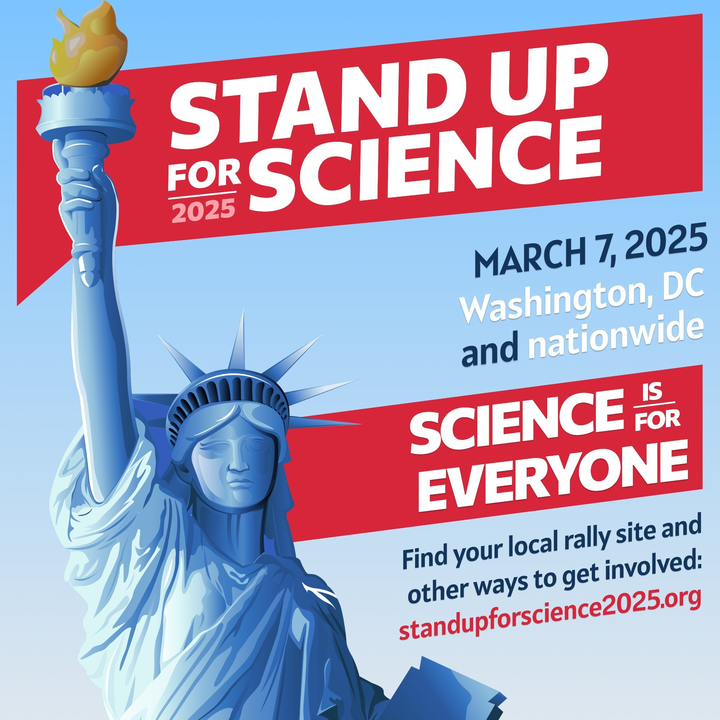 STAND UP
FOR SCIENCE
2025
MARCH 7, 2025
Washington, DC
and nationwide
SCIENCE IS FOR
EVERYONE
Find your local rally site and
other ways to get involved:
standupforscience2025.org